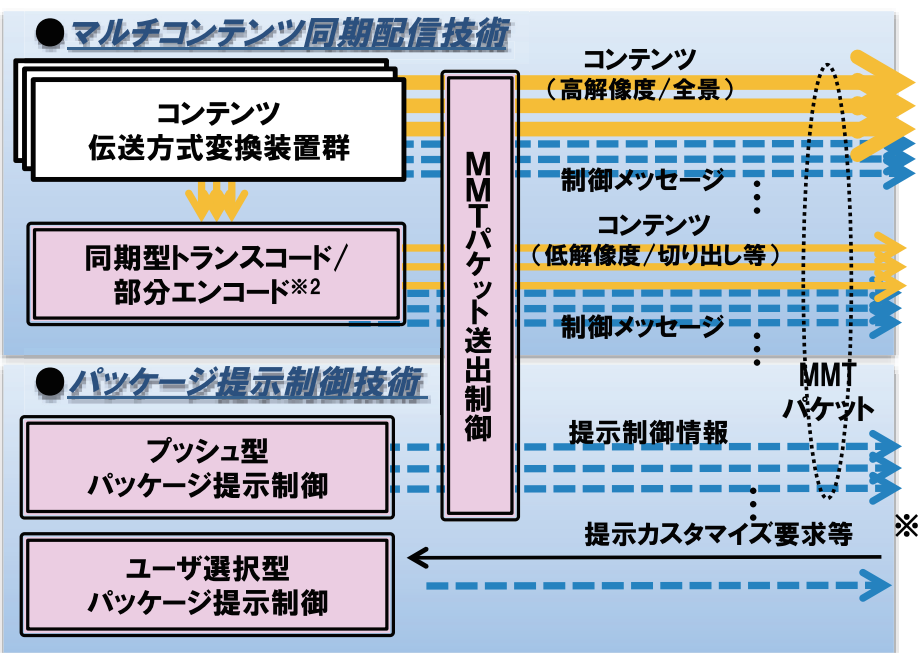 ●マルチコンテンツ同期配信技術
コンテンツ
伝送方式変換装置群
コンテンツ
（高解像度/全景）
制御メッセージ
同期型トランスコード/
部分エンコード※2
コンテンツ
（低解像度/切り出し等）
制御メッセージ
MMTパケット送出制御
MMT
パケット
●パッケージ提示制御技術
プッシュ型
パッケージ提示制御
提示制御情報
提示カスタマイズ要求等
※
ユーザ選択型
パッケージ提示制御